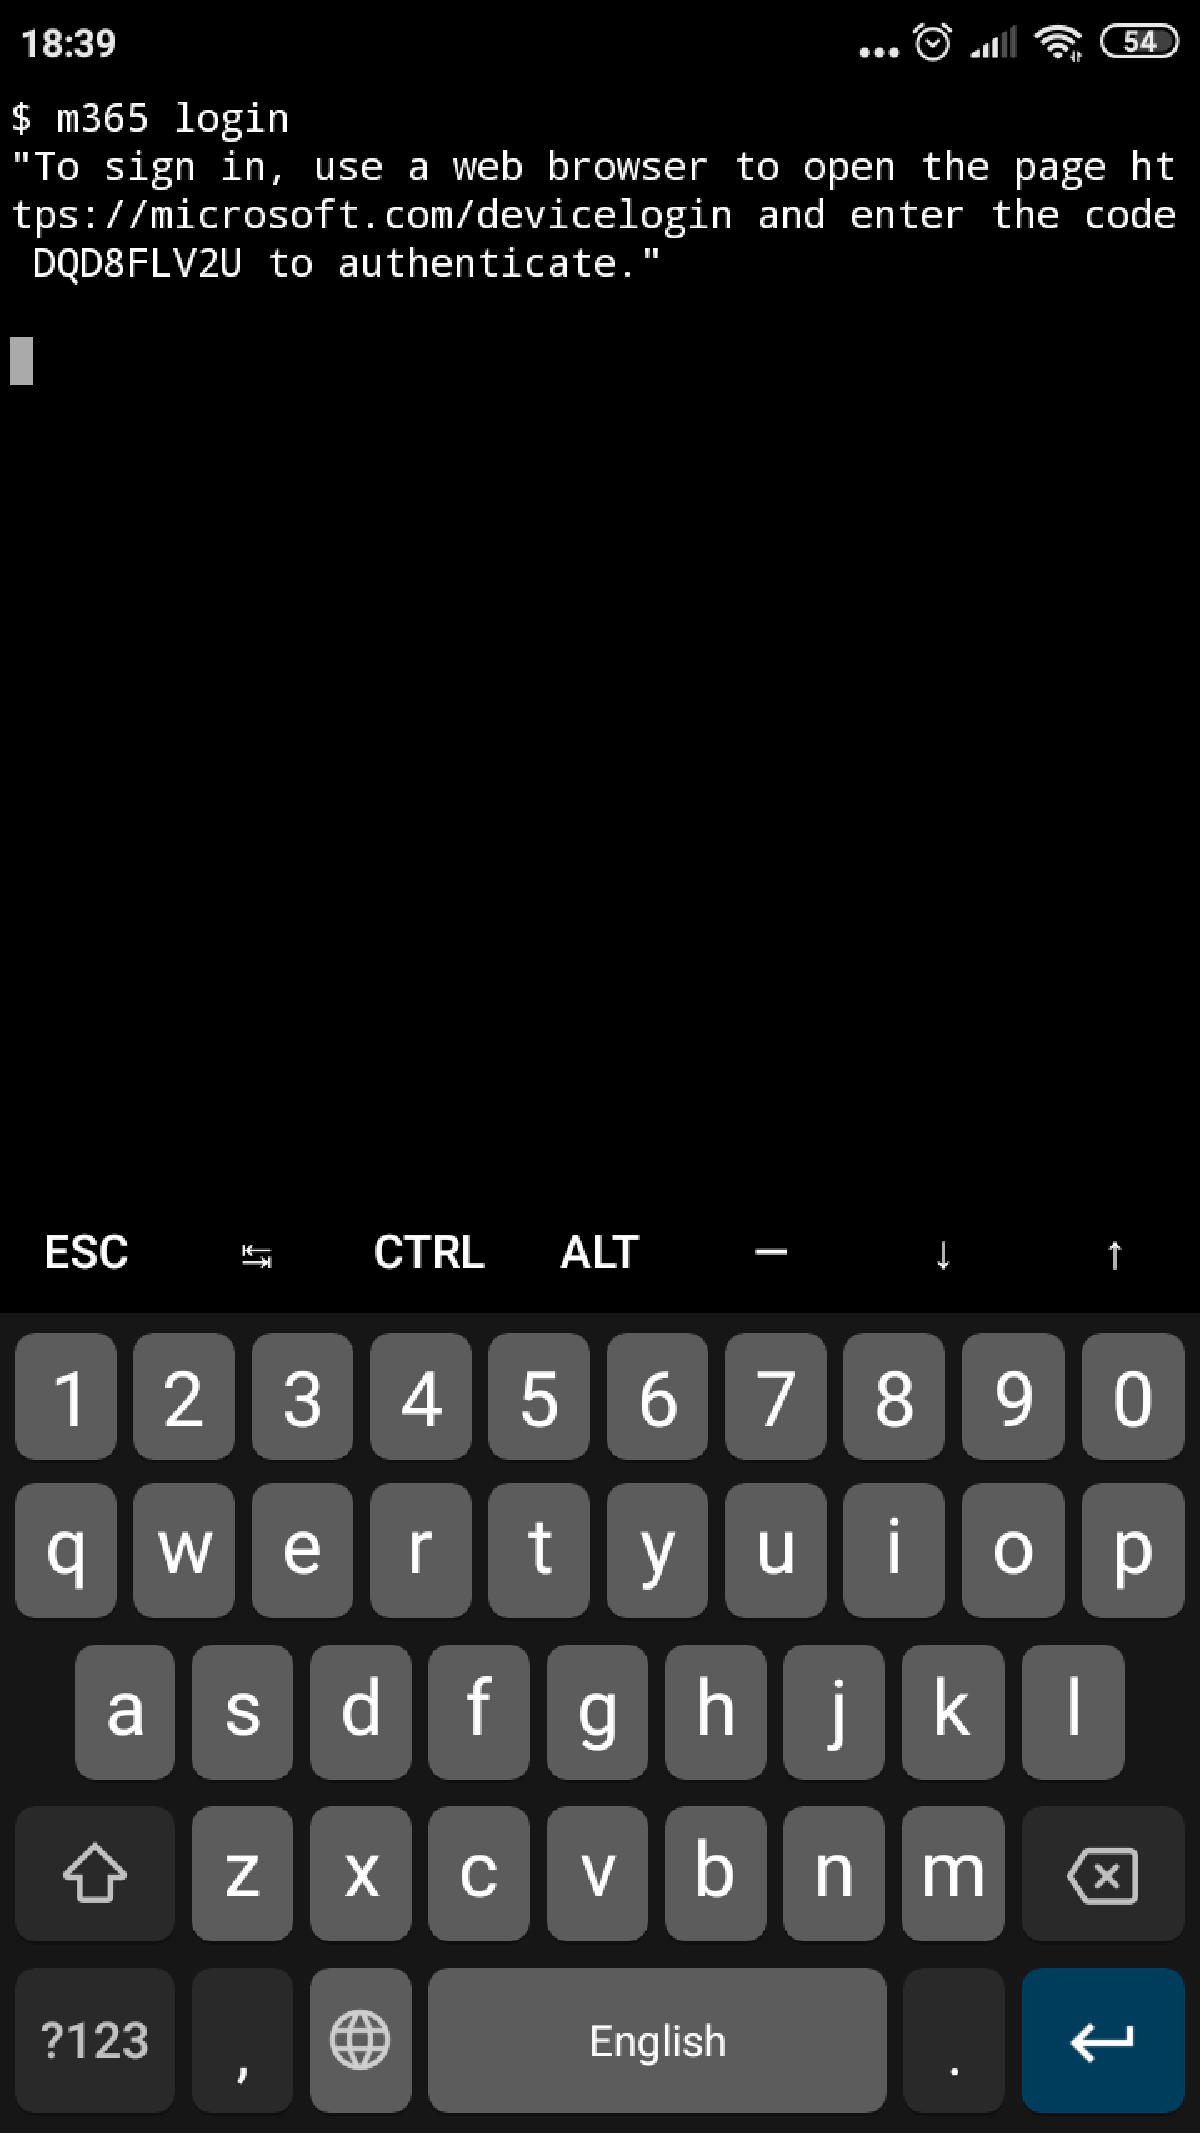 18:39
54
$ m365 login
"To sign in, use a web browser to open the page ht
tps://microsoft.com/devicelogin and enter the code
DQD8FLV2U to authenticate."
ESC ↹ CTRL ALT — ↓ ↑
1 2 3 4 5 6 7 8 9 0
q w e r t y u i o p
a s d f g h j k l
z x c v b n m
?123 , English .